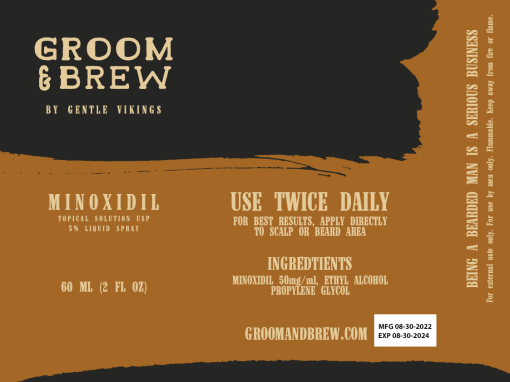 GROOM
& BREW
BY GENTLE VIKINGS
MINOXIDIL
TOPICAL SOLUTION USP
5% LIQUID SPRAY
60 ML (2 FL OZ)
USE TWICE DAILY
FOR BEST RESULTS, APPLY DIRECTLY
TO SCALP OR BEARD AREA
INGREDTIENTS
MINOXIDIL 50mg/ml, ETHYL ALCOHOL
PROPYLENE GLYCOL
GROOMANDBREW.COM
MFG 08-30-2022
EXP 08-30-2024
BEING A BEARDED MAN IS A SERIOUS BUSINESS
For external use only. For use by men only. Flammable. Keep away from fire or flame.